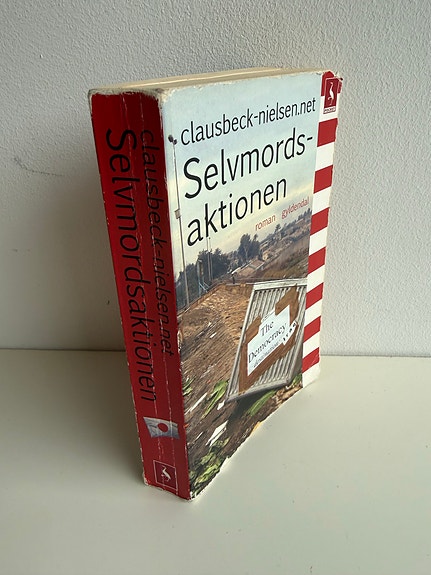 clausbeck-nielsen.net
Selvmordsaktionen
clausbeck-nielsen.net
Selvmords-
aktionen
roman gyldendal
The
Democracy